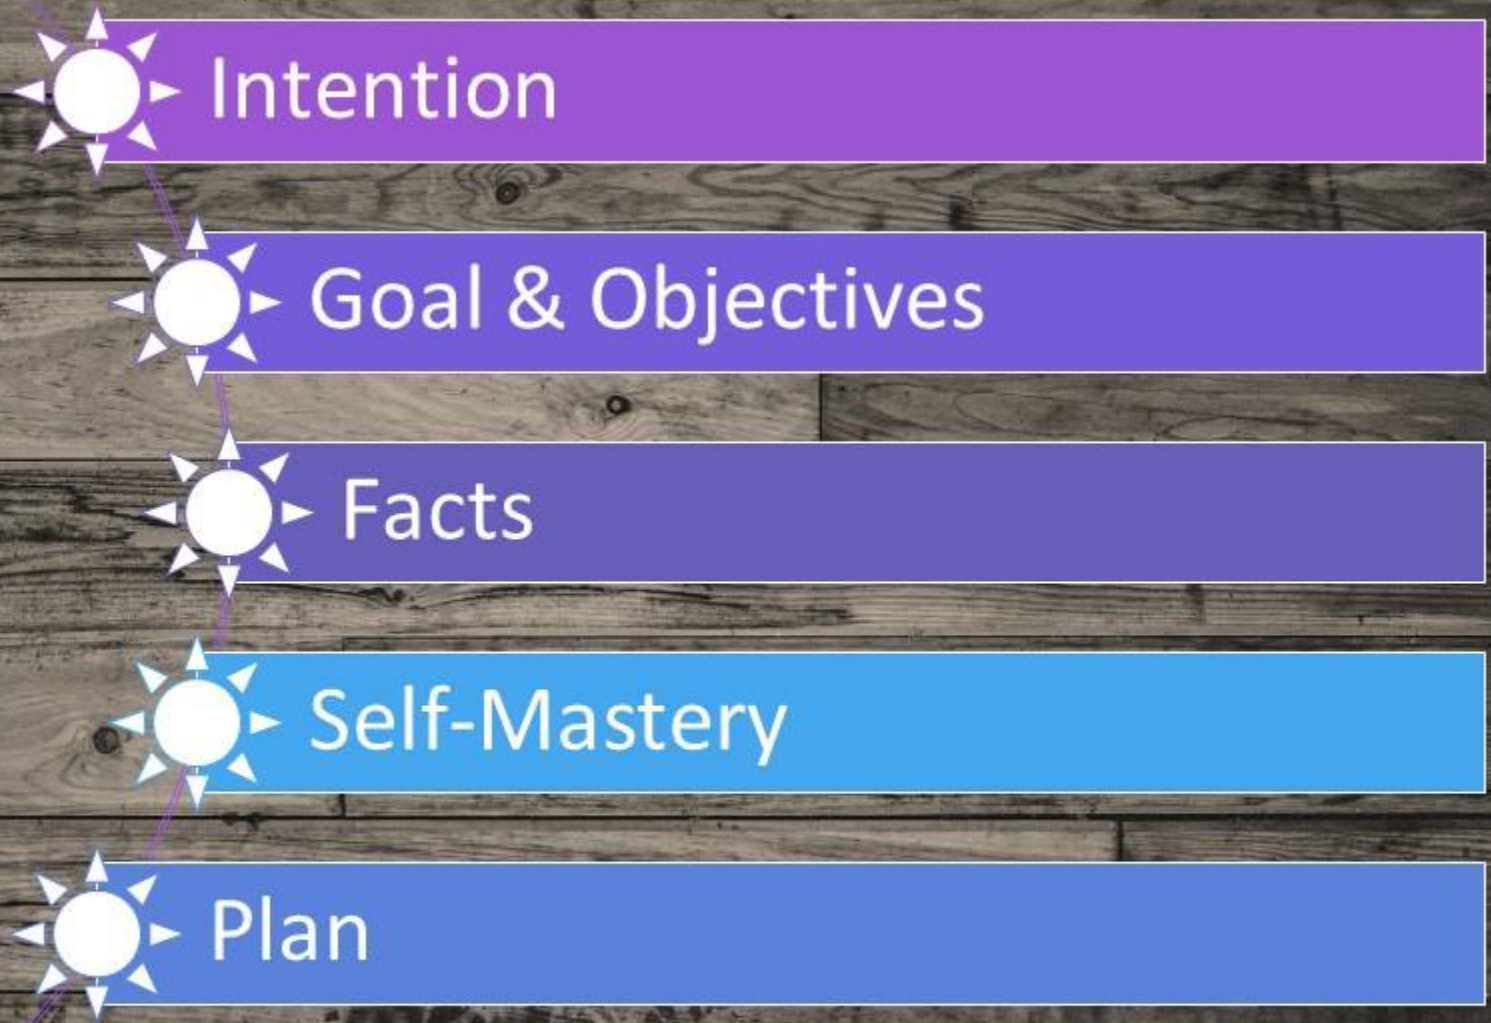 Intention
Goal & Objectives
Facts
Self-Mastery
Plan